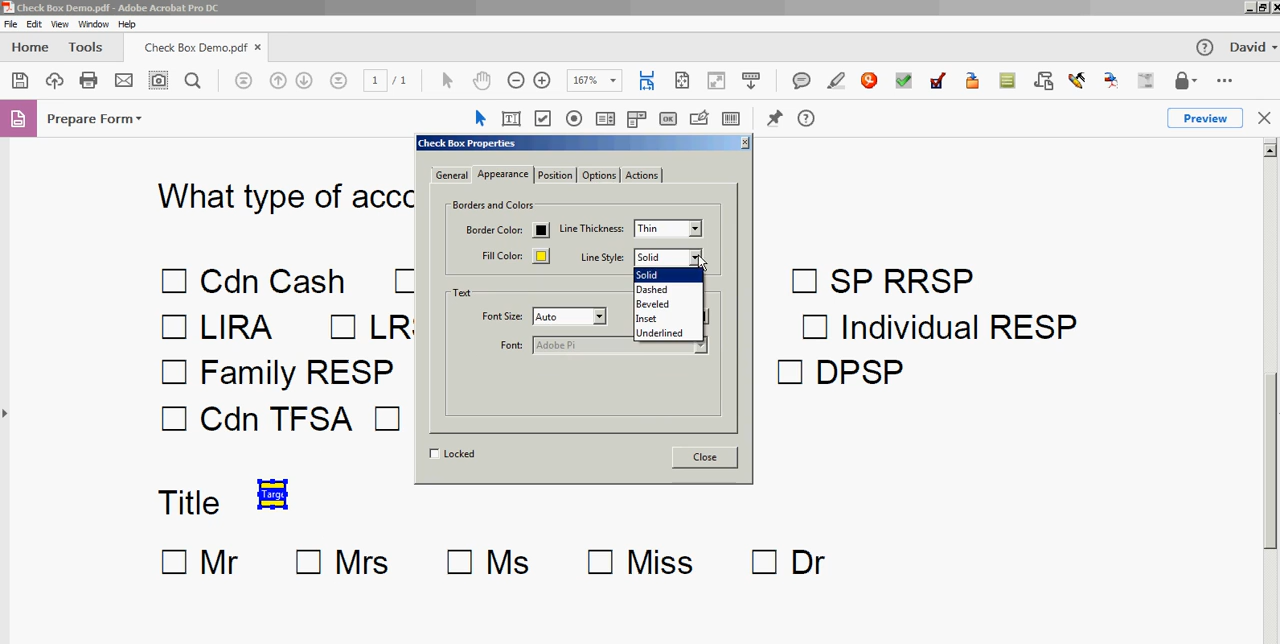 Check Box Demo.pdf - Adobe Acrobat Pro DC
File Edit View Window Help
Home Tools Check Box Demo.pdf × David
1 / 1 167%
Prepare Form OK Preview
Check Box Properties
General Appearance Position Options Actions
Borders and Colors
Border Color: Line Thickness: Thin
Fill Color: Line Style: Solid
Solid
Dashed
Beveled
Inset
Underlined
Text
Font Size: Auto
Font: Adobe Pi
Locked Close
What type of acco
Cdn Cash SP RRSP
LIRA Individual RESP
Family RESP DPSP
Cdn TFSA
Title
Mr Mrs Ms Miss Dr